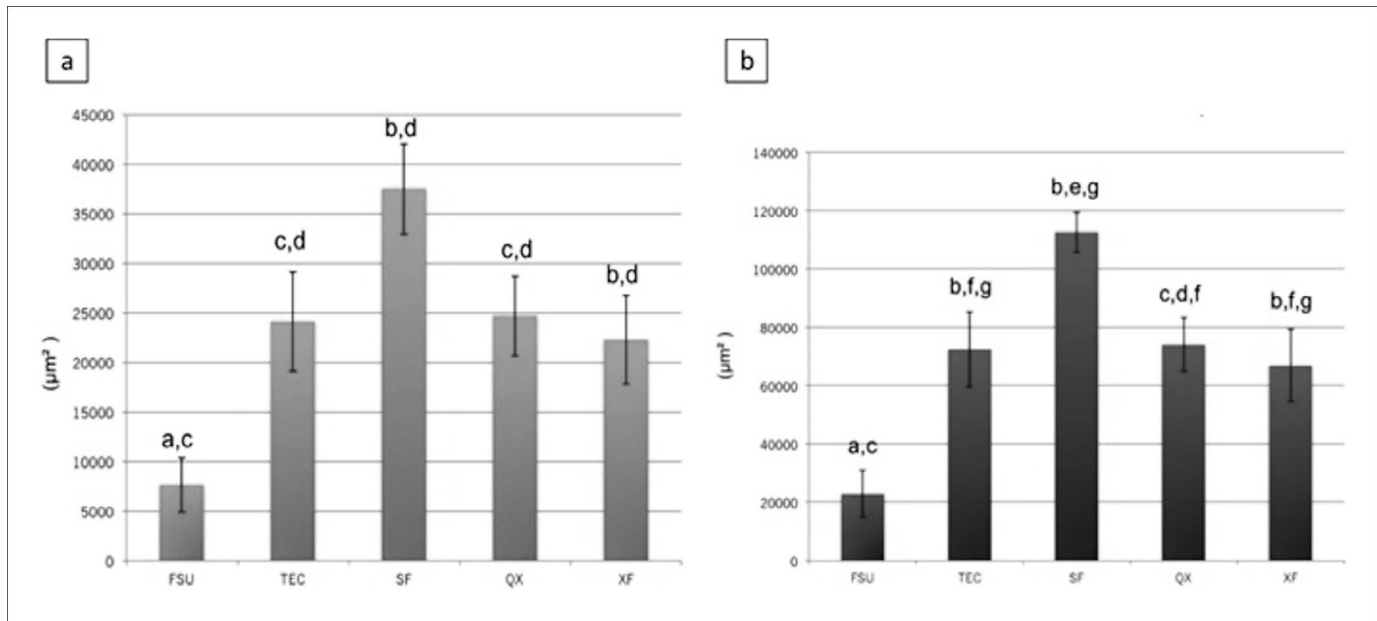 a
45000
40000
35000
30000
25000
20000
15000
10000
5000
0
(µm²)
a,c
c,d
b,d
c,d
b,d
FSU TEC SF QX XF
b
140000
120000
100000
80000
60000
40000
20000
0
(µm²)
a,c
b,f,g
b,e,g
c,d,f
b,f,g
FSU TEC SF QX XF